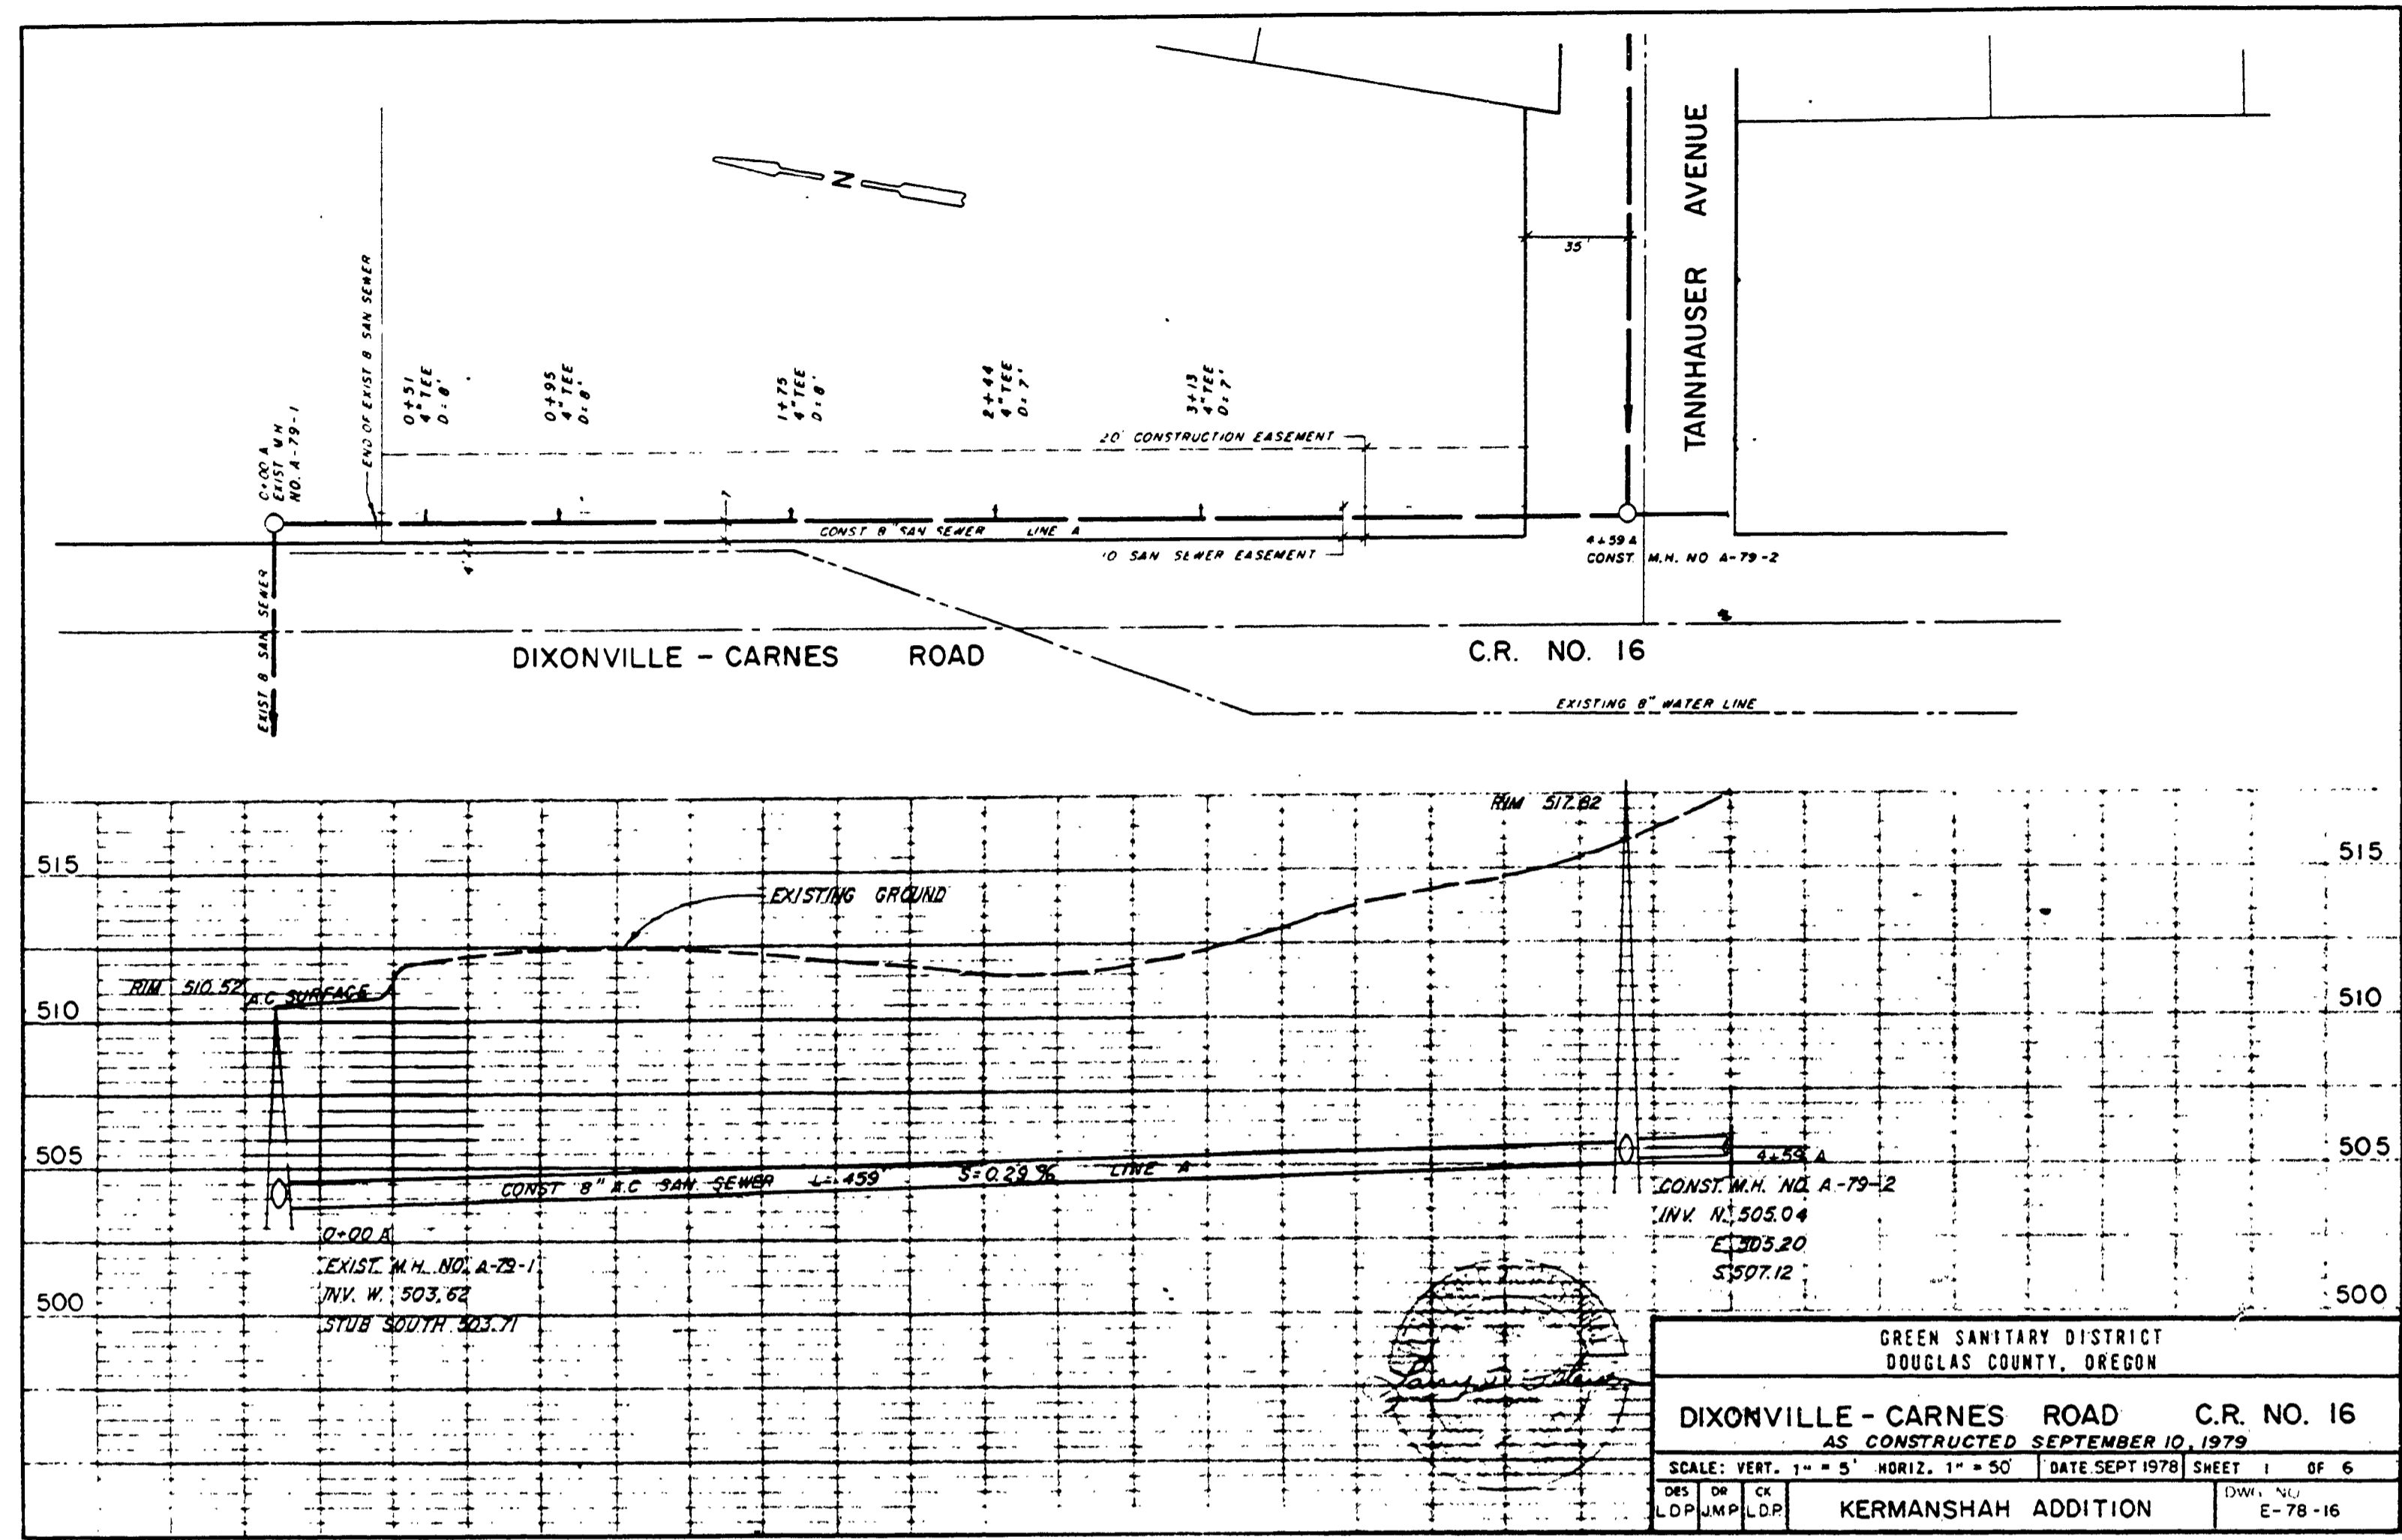 TANNHAUSER AVENUE
N
35'
END OF EXIST 8 SAN SEWER
0+00 A
EXIST MH
NO. A-79-1
0+51
4" TEE
D=8'
0+95
4" TEE
D=8'
1+75
4" TEE
D=8'
2+44
4" TEE
D=7'
3+13
4" TEE
D=7'
20' CONSTRUCTION EASEMENT
7
CONST 8" SAN SEWER LINE A
10 SAN SEWER EASEMENT
4'
4+59 A
CONST. M.H. NO A-79-2
EXIST 8 SAN SEWER
DIXONVILLE - CARNES ROAD C.R. NO. 16
EXISTING 8" WATER LINE
RIM 517.82
515
515
EXISTING GROUND
RIM 510.52
A.C. SURFACE
510
510
505
505
CONST 8" A.C. SAN. SEWER L=459' S=0.29% LINE A
4+59 A
CONST. M.H. NO. A-79-2
INV. N. 505.04
E. 505.20
S. 507.12
0+00 A
EXIST. M.H. NO. A-79-1
INV. W. 503.62
STUB SOUTH 503.71
500
500
GREEN SANITARY DISTRICT
DOUGLAS COUNTY, OREGON
DIXONVILLE - CARNES ROAD C.R. NO. 16
AS CONSTRUCTED SEPTEMBER 10, 1979
SCALE: VERT. 1" = 5' HORIZ. 1" = 50' DATE SEPT 1978 SHEET 1 OF 6
DES DR CK
LDP JMP L.D.P.
KERMANSHAH ADDITION
DWG. NO.
E-78-16